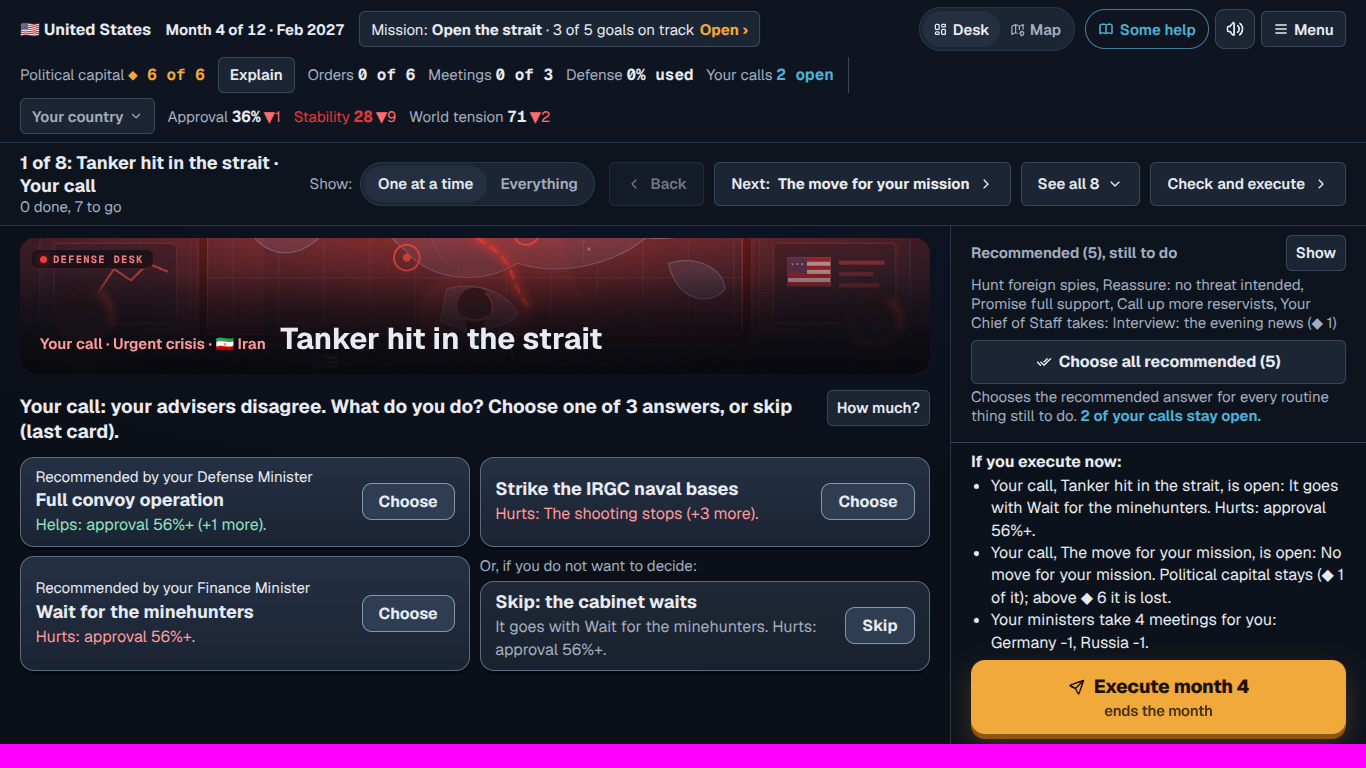 🇺🇸 United States Month 4 of 12 · Feb 2027 Mission: Open the strait · 3 of 5 goals on track Open › Desk Map Some help Menu
Political capital ◆ 6 of 6 Explain Orders 0 of 6 Meetings 0 of 3 Defense 0% used Your calls 2 open
Your country Approval 36% ▼1 Stability 28 ▼9 World tension 71 ▼2
1 of 8: Tanker hit in the strait ·
Your call
0 done, 7 to go
Show: One at a time Everything Back Next: The move for your mission See all 8 Check and execute
DEFENSE DESK
Your call · Urgent crisis · 🇮🇷 Iran Tanker hit in the strait
Your call: your advisers disagree. What do you do? Choose one of 3 answers, or skip
(last card).
How much?
Recommended by your Defense Minister
Full convoy operation
Helps: approval 56%+ (+1 more).
Choose
Strike the IRGC naval bases
Hurts: The shooting stops (+3 more).
Choose
Recommended by your Finance Minister
Wait for the minehunters
Hurts: approval 56%+.
Choose
Or, if you do not want to decide:
Skip: the cabinet waits
It goes with Wait for the minehunters. Hurts:
approval 56%+.
Skip
Recommended (5), still to do
Show
Hunt foreign spies, Reassure: no threat intended,
Promise full support, Call up more reservists, Your
Chief of Staff takes: Interview: the evening news (◆ 1)
Choose all recommended (5)
Chooses the recommended answer for every routine
thing still to do. 2 of your calls stay open.
If you execute now:
• Your call, Tanker hit in the strait, is open: It goes
with Wait for the minehunters. Hurts: approval
56%+.
• Your call, The move for your mission, is open: No
move for your mission. Political capital stays (◆ 1
of it); above ◆ 6 it is lost.
• Your ministers take 4 meetings for you:
Germany -1, Russia -1.
Execute month 4
ends the month